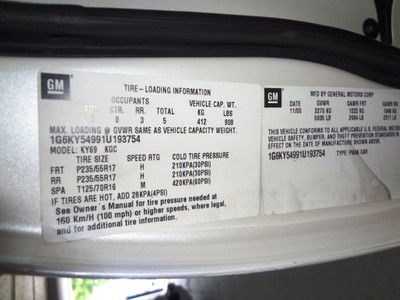 GM
TIRE-LOADING INFORMATION
OCCUPANTS VEHICLE CAP. WT.
CTR. RR. TOTAL KG LBS
2 0 3 5 412 908
MAX. LOADING @ GVWR SAME AS VEHICLE CAPACITY WEIGHT.
1G6KY54991U193754
MODEL: KY69 KGC
TIRE SIZE SPEED RTG COLD TIRE PRESSURE
FRT P235/55R17 H 210KPA(30PSI)
RR P235/55R17 H 210KPA(30PSI)
SPA T125/70R16 M 420KPA(60PSI)
IF TIRES ARE HOT, ADD 28KPA(4PSI)
See Owner's Manual for tire pressure needed at
160 Km/H (100 mph) or higher speeds, where legal,
and for additional tire information.
GM
MFD BY GENERAL MOTORS CORP
DATE GVWR GAWR FRT GAWR RR
11/00
THIS VEHICLE CONFORMS TO ALL APPLICABLE U.S. FEDERAL MOTOR
VEHICLE SAFETY, BUMPER, AND THEFT PREVENTION STANDARDS IN
EFFECT ON THE DATE OF MANUFACTURE SHOWN ABOVE.
1G6KY54991U193754 TYPE: PASS CAR